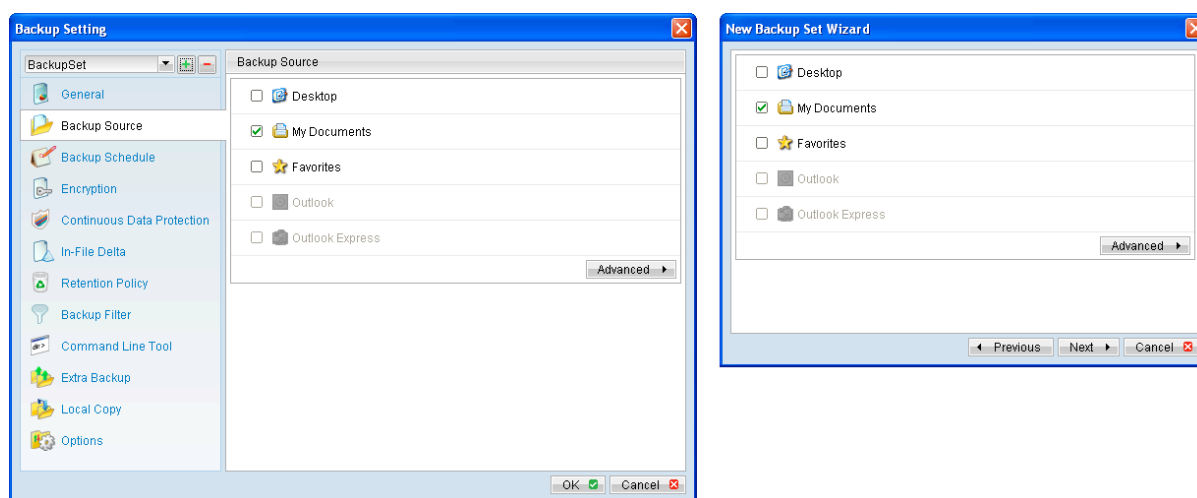 Backup Setting
BackupSet
General
Backup Source
Backup Schedule
Encryption
Continuous Data Protection
In-File Delta
Retention Policy
Backup Filter
Command Line Tool
Extra Backup
Local Copy
Options
Backup Source
Desktop
My Documents
Favorites
Outlook
Outlook Express
Advanced
OK Cancel
New Backup Set Wizard
Desktop
My Documents
Favorites
Outlook
Outlook Express
Advanced
Previous Next Cancel